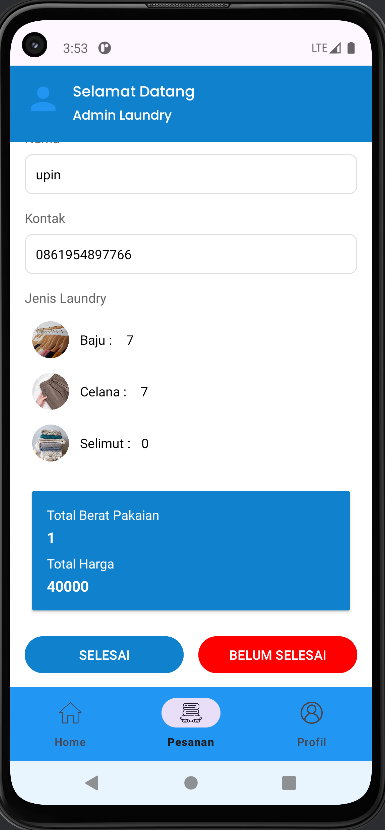 3:53
LTE
Selamat Datang
Admin Laundry
upin
Kontak
0861954897766
Jenis Laundry
Baju : 7
Celana : 7
Selimut : 0
Total Berat Pakaian
1
Total Harga
40000
SELESAI
BELUM SELESAI
Home
Pesanan
Profil